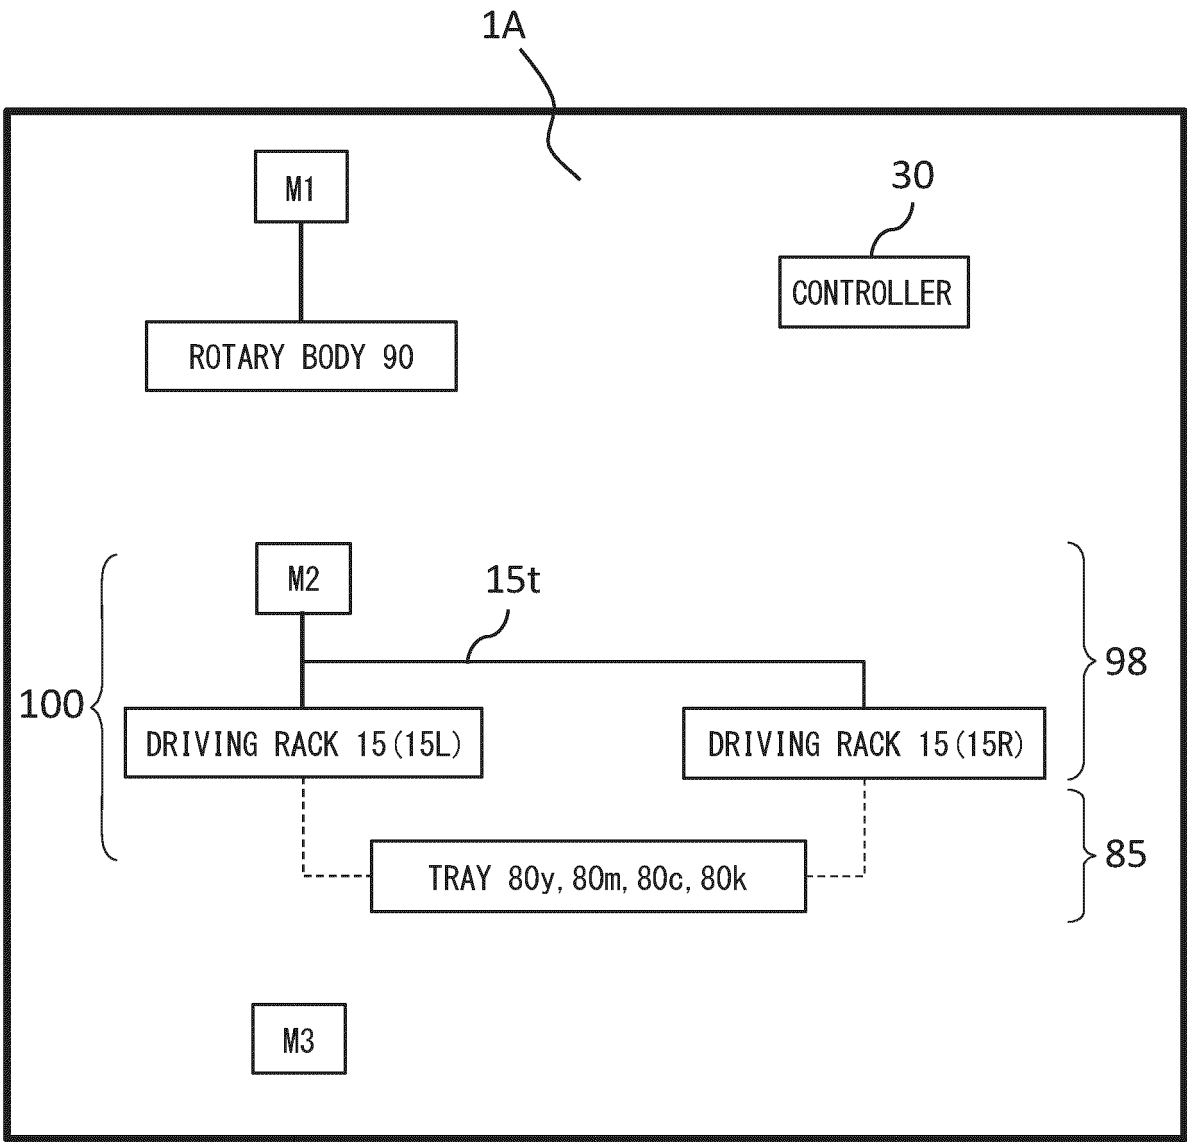 1A
M1
30
CONTROLLER
ROTARY BODY 90
M2
15t
100
98
DRIVING RACK 15(15L)
DRIVING RACK 15(15R)
85
TRAY 80y,80m,80c,80k
M3